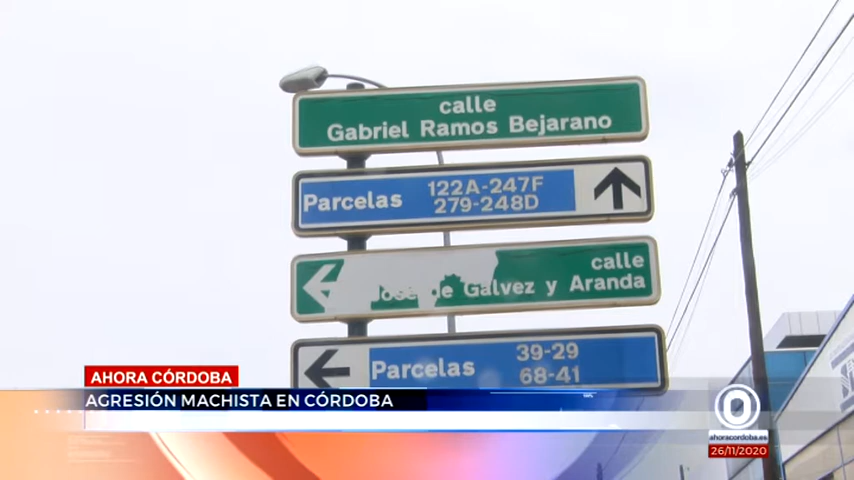 calle
Gabriel Ramos Bejarano
Parcelas 122A-247F
279-248D
calle
José de Gálvez y Aranda
Parcelas 39-29
68-41
AHORA CÓRDOBA
AGRESIÓN MACHISTA EN CÓRDOBA
ahoracordoba.es
26/11/2020